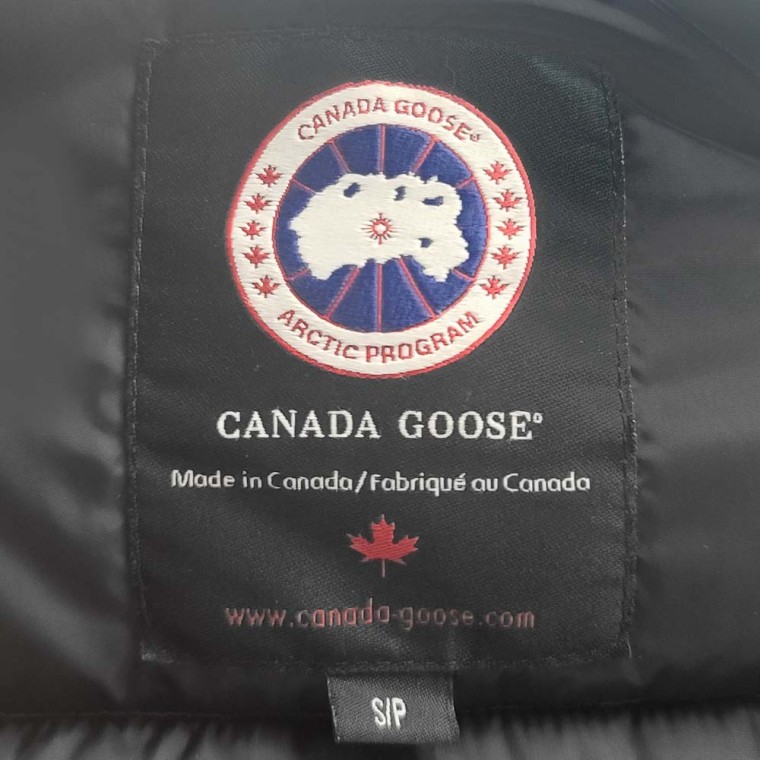 CANADA GOOSE®
ARCTIC PROGRAM
CANADA GOOSE®
Made in Canada/Fabriqué au Canada
www.canada-goose.com
S/P